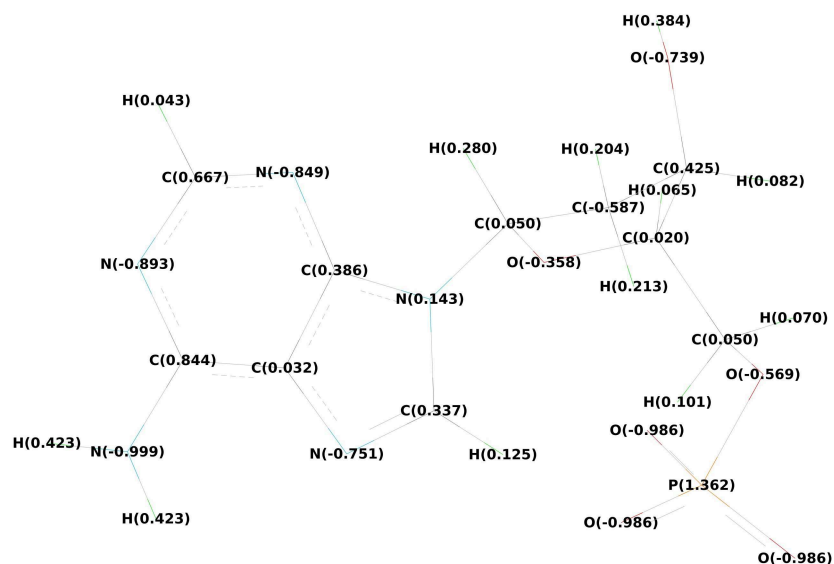 H(0.384)
O(-0.739)
H(0.043)
H(0.280)
H(0.204)
C(0.667)
N(-0.849)
C(0.425)
H(0.082)
H(0.065)
C(-0.587)
C(0.050)
C(0.020)
N(-0.893)
C(0.386)
O(-0.358)
H(0.213)
N(0.143)
H(0.070)
C(0.050)
C(0.844)
C(0.032)
O(-0.569)
H(0.101)
C(0.337)
O(-0.986)
H(0.423)
N(-0.999)
N(-0.751)
H(0.125)
P(1.362)
H(0.423)
O(-0.986)
O(-0.986)